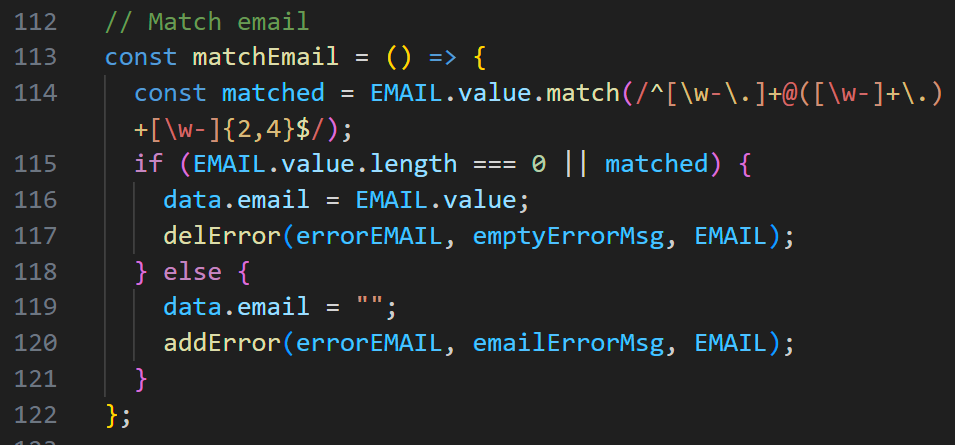 112 // Match email
113 const matchEmail = () => {
114 const matched = EMAIL.value.match(/^[\w-\.]+@([\w-]+\.)
+[\w-]{2,4}$/);
115 if (EMAIL.value.length === 0 || matched) {
116 data.email = EMAIL.value;
117 delError(errorEMAIL, emptyErrorMsg, EMAIL);
118 } else {
119 data.email = "";
120 addError(errorEMAIL, emailErrorMsg, EMAIL);
121 }
122 };